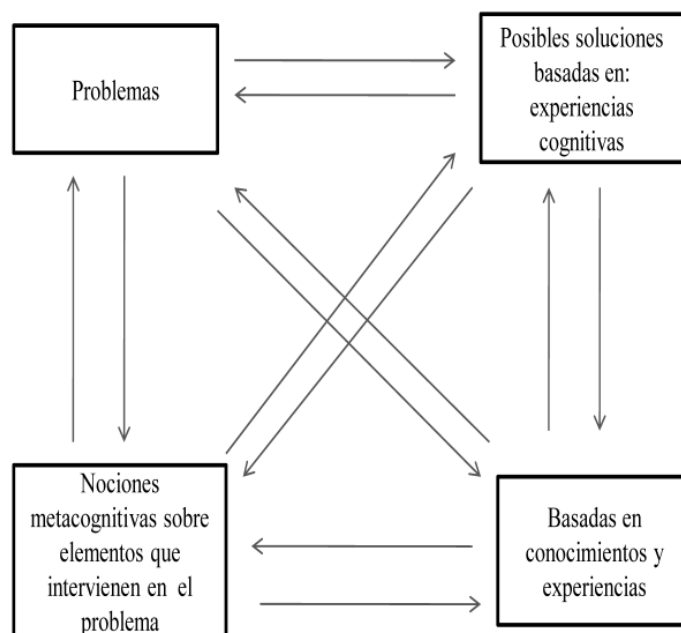 Problemas
Posibles soluciones
basadas en:
experiencias
cognitivas
Nociones
metacognitivas sobre
elementos que
intervienen en el
problema
Basadas en
conocimientos y
experiencias